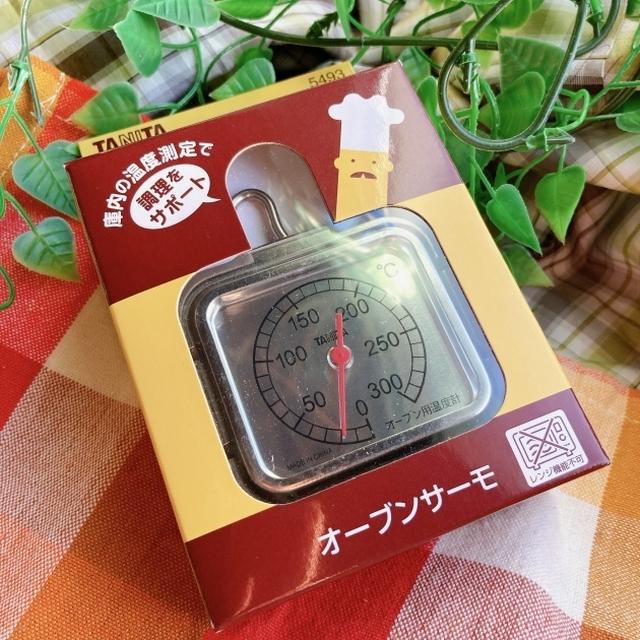 5493
TANITA
庫内の温度測定で
調理を
サポート
℃
150
200
TANITA
100
250
50
300
0
オーブン用温度計
MADE IN CHINA
レンジ機能不可
オーブンサーモ